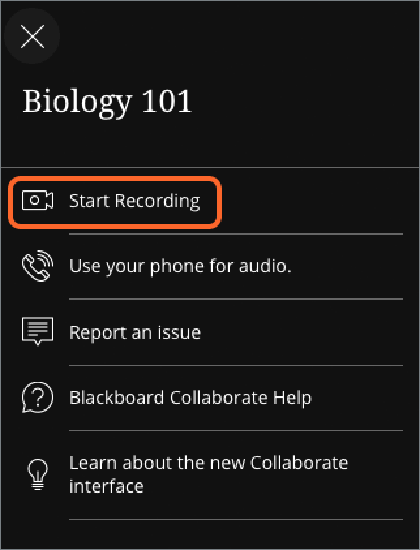 Biology 101
Start Recording
Use your phone for audio.
Report an issue
Blackboard Collaborate Help
Learn about the new Collaborate
interface